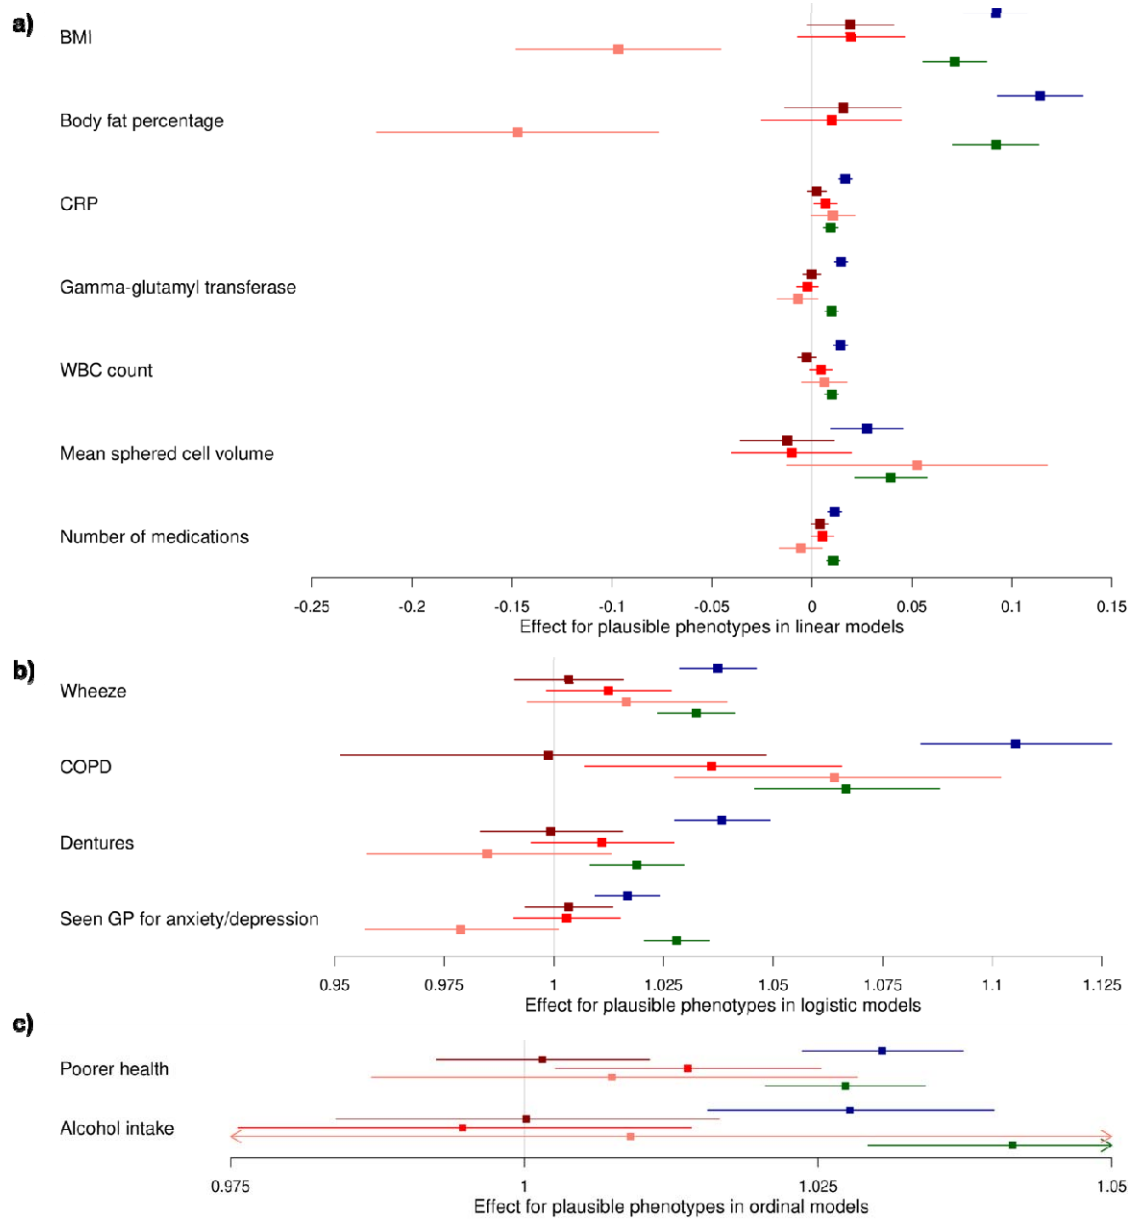 a)
BMI
Body fat percentage
CRP
Gamma-glutamyl transferase
WBC count
Mean sphered cell volume
Number of medications
-0.25 -0.2 -0.15 -0.1 -0.05 0 0.05 0.1 0.15
Effect for plausible phenotypes in linear models
b)
Wheeze
COPD
Dentures
Seen GP for anxiety/depression
0.95 0.975 1 1.025 1.05 1.075 1.1 1.125
Effect for plausible phenotypes in logistic models
c)
Poorer health
Alcohol intake
0.975 1 1.025 1.05
Effect for plausible phenotypes in ordinal models